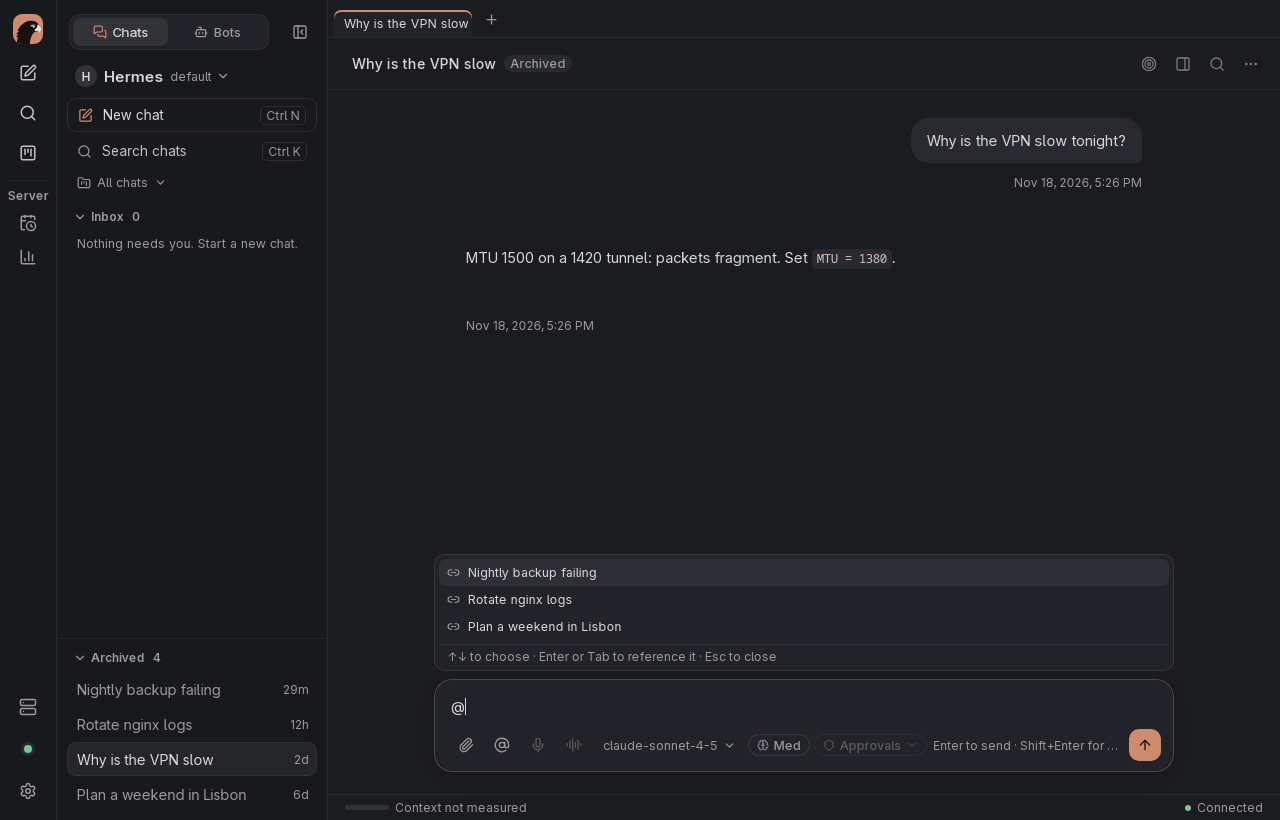 Chats
Bots
H Hermes default
New chat Ctrl N
Search chats Ctrl K
All chats
Server
Inbox 0
Nothing needs you. Start a new chat.
Archived 4
Nightly backup failing 29m
Rotate nginx logs 12h
Why is the VPN slow 2d
Plan a weekend in Lisbon 6d
Why is the VPN slow
Why is the VPN slow Archived
Why is the VPN slow tonight?
Nov 18, 2026, 5:26 PM
MTU 1500 on a 1420 tunnel: packets fragment. Set MTU = 1380.
Nov 18, 2026, 5:26 PM
Nightly backup failing
Rotate nginx logs
Plan a weekend in Lisbon
↑↓ to choose · Enter or Tab to reference it · Esc to close
@
claude-sonnet-4-5 Med Approvals Enter to send · Shift+Enter for …
Context not measured
Connected